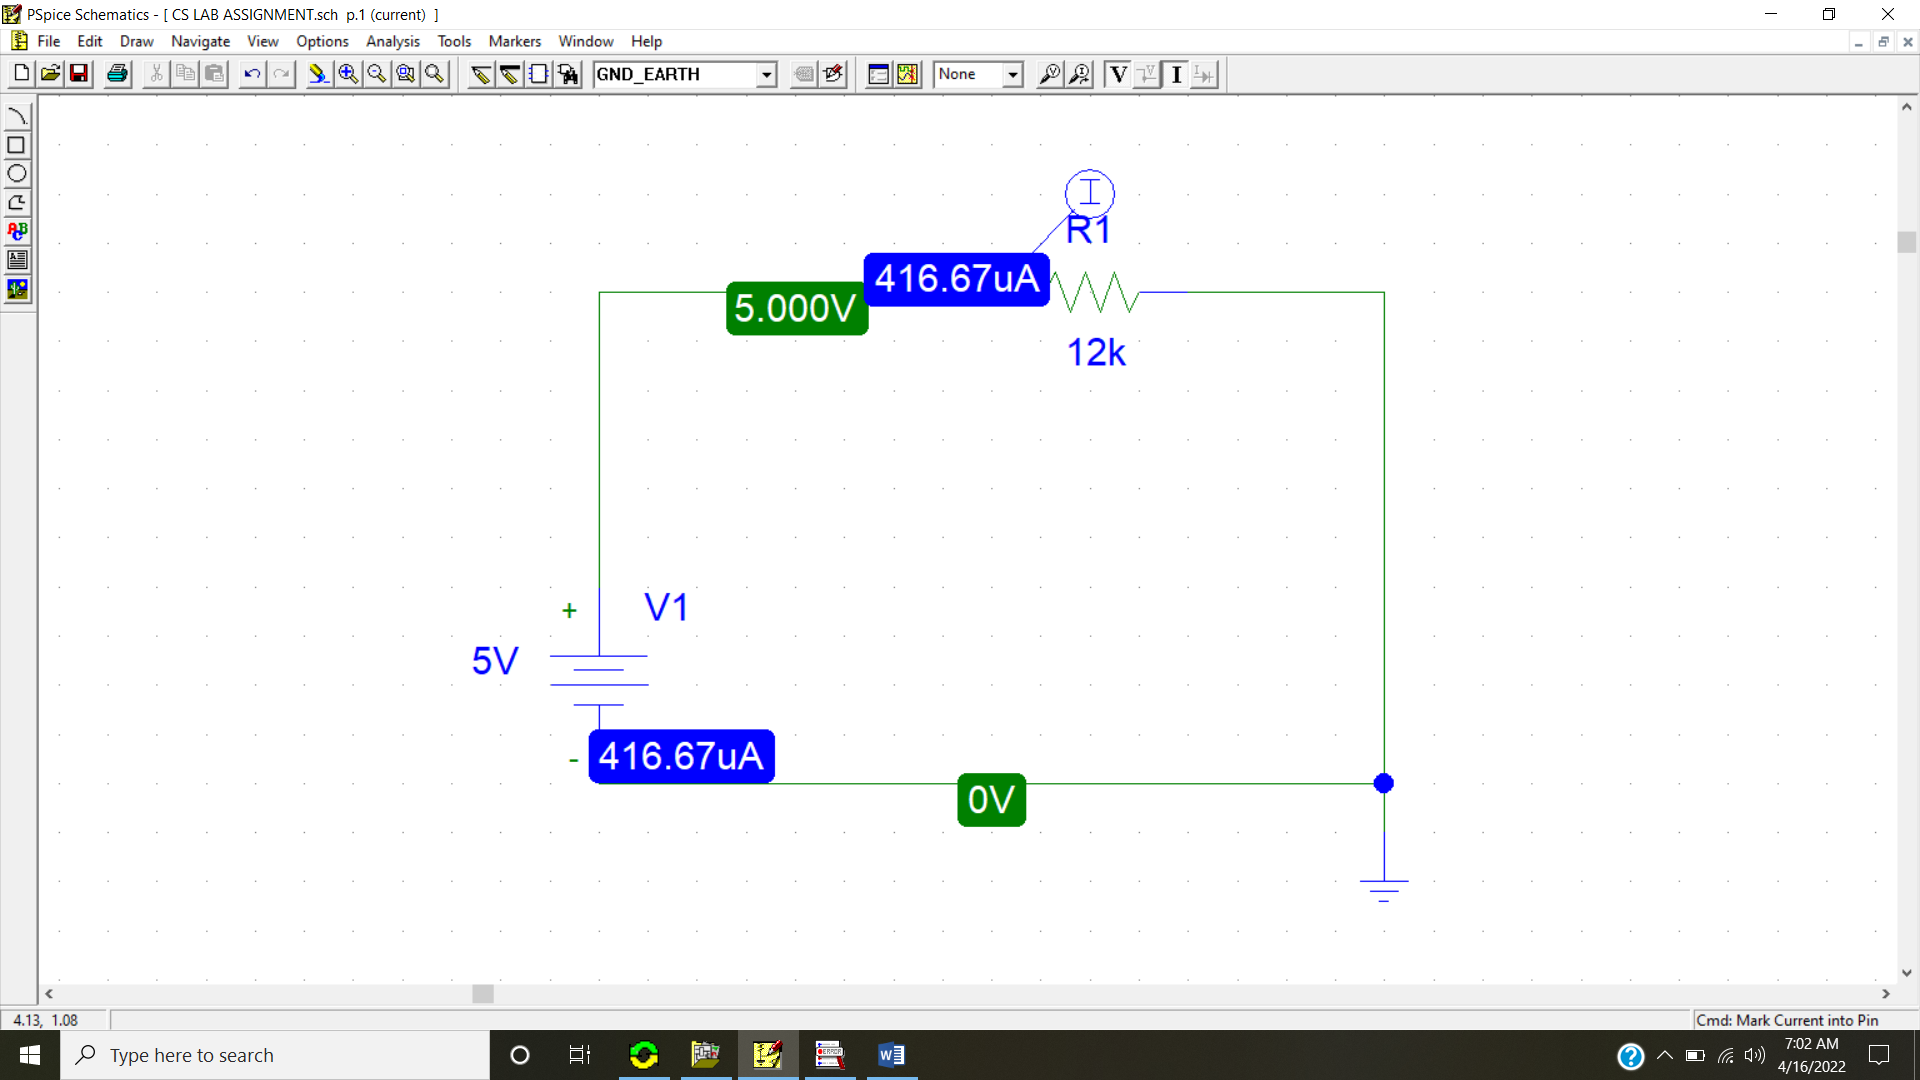 PSpice Schematics - [ CS LAB ASSIGNMENT.sch  p.1 (current)  ]
File Edit Draw Navigate View Options Analysis Tools Markers Window Help
GND_EARTH None V V I I
ABC
I
R1
416.67uA
5.000V
12k
+ V1
5V
- 416.67uA
0V
4.13, 1.08 Cmd: Mark Current into Pin
Type here to search
ERROR
W
?
7:02 AM
4/16/2022